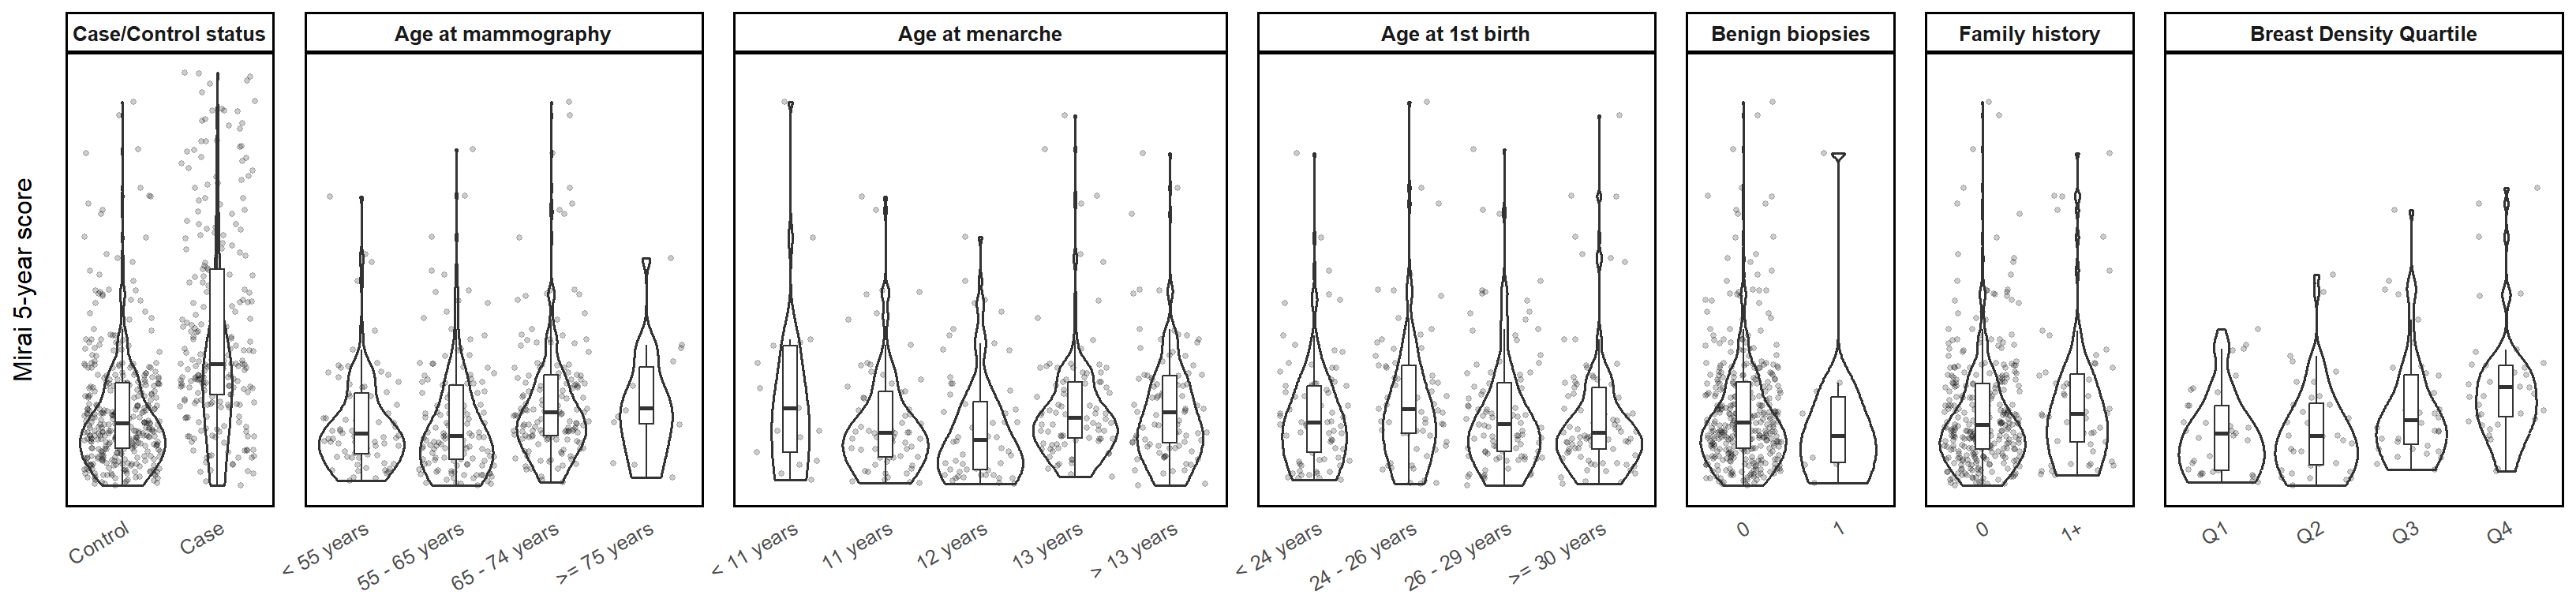 Case/Control status
Age at mammography
Age at menarche
Age at 1st birth
Benign biopsies
Family history
Breast Density Quartile
Mirai 5-year score
Control
Case
< 55 years
55 - 65 years
65 - 74 years
>= 75 years
< 11 years
11 years
12 years
13 years
> 13 years
< 24 years
24 - 26 years
26 - 29 years
>= 30 years
0
1
0
1+
Q1
Q2
Q3
Q4